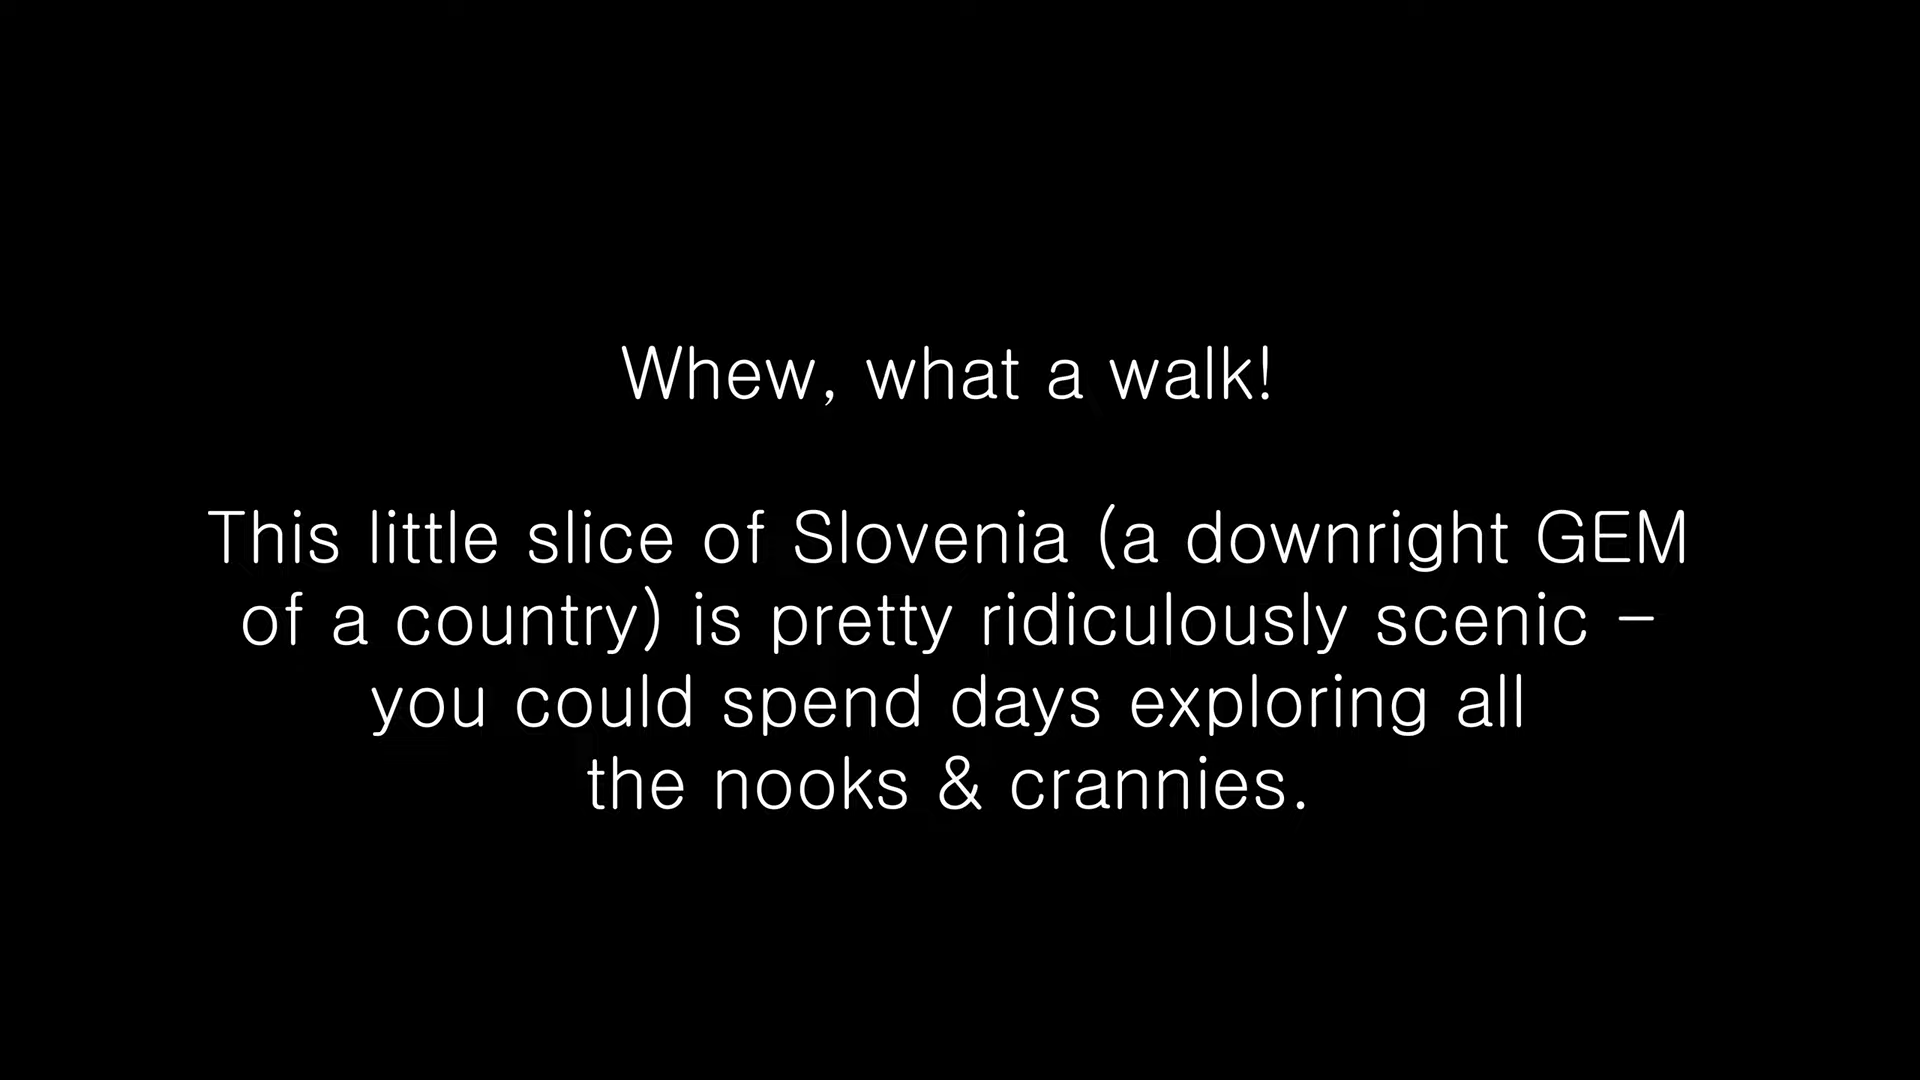 Whew, what a walk!
This little slice of Slovenia (a downright GEM
of a country) is pretty ridiculously scenic –
you could spend days exploring all
the nooks & crannies.